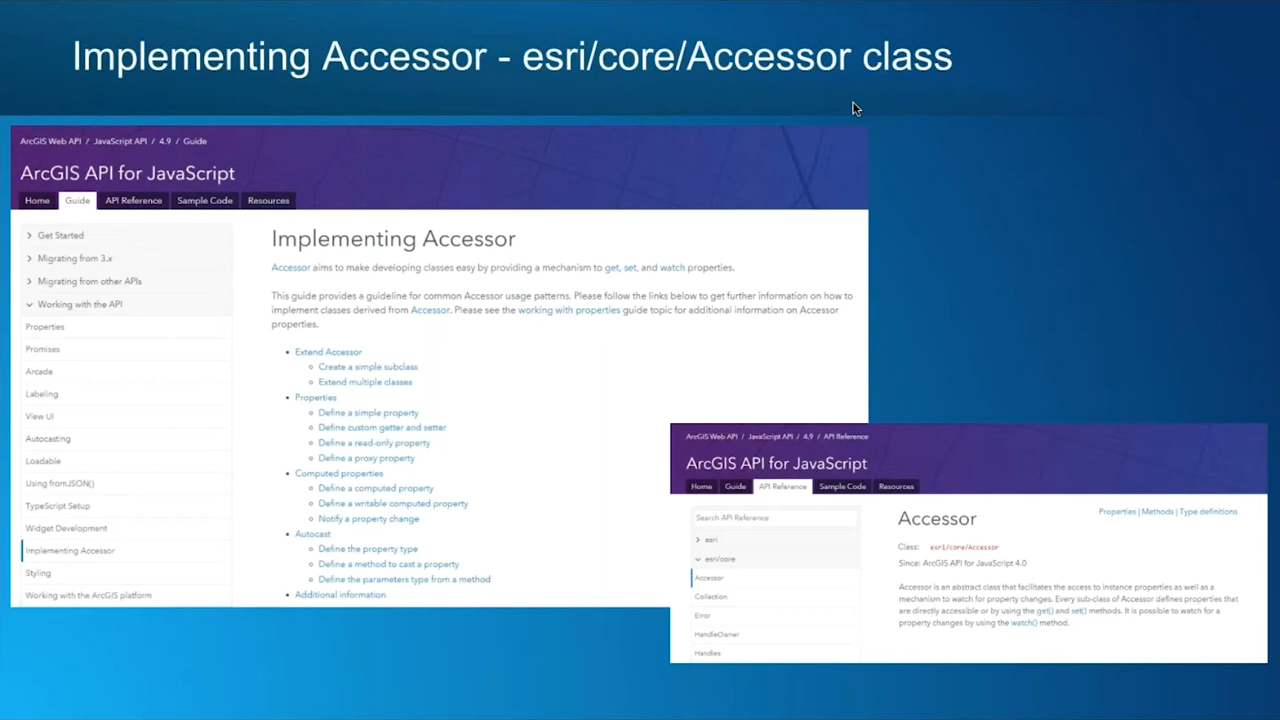 Implementing Accessor - esri/core/Accessor class
ArcGIS Web API / JavaScript API / 4.9 / Guide
ArcGIS API for JavaScript
Home Guide API Reference Sample Code Resources
Get Started
Migrating from 3.x
Migrating from other APIs
Working with the API
Properties
Promises
Arcade
Labeling
View UI
Autocasting
Loadable
Using fromJSON()
TypeScript Setup
Widget Development
Implementing Accessor
Styling
Working with the ArcGIS platform
Implementing Accessor
Accessor aims to make developing classes easy by providing a mechanism to get, set, and watch properties.
This guide provides a guideline for common Accessor usage patterns. Please follow the links below to get further information on how to
implement classes derived from Accessor. Please see the working with properties guide topic for additional information on Accessor
properties.
Extend Accessor
Create a simple subclass
Extend multiple classes
Properties
Define a simple property
Define custom getter and setter
Define a read-only property
Define a proxy property
Computed properties
Define a computed property
Define a writable computed property
Notify a property change
Autocast
Define the property type
Define a method to cast a property
Define the parameters type from a method
Additional information
ArcGIS Web API / JavaScript API / 4.9 / API Reference
ArcGIS API for JavaScript
Home Guide API Reference Sample Code Resources
Search API Reference
esri
esri/core
Accessor
Collection
Error
HandleOwner
Handles
Accessor
Properties | Methods | Type definitions
Class: esri/core/Accessor
Since: ArcGIS API for JavaScript 4.0
Accessor is an abstract class that facilitates the access to instance properties as well as a
mechanism to watch for property changes. Every sub-class of Accessor defines properties that
are directly accessible or by using the get() and set() methods. It is possible to watch for a
property changes by using the watch() method.